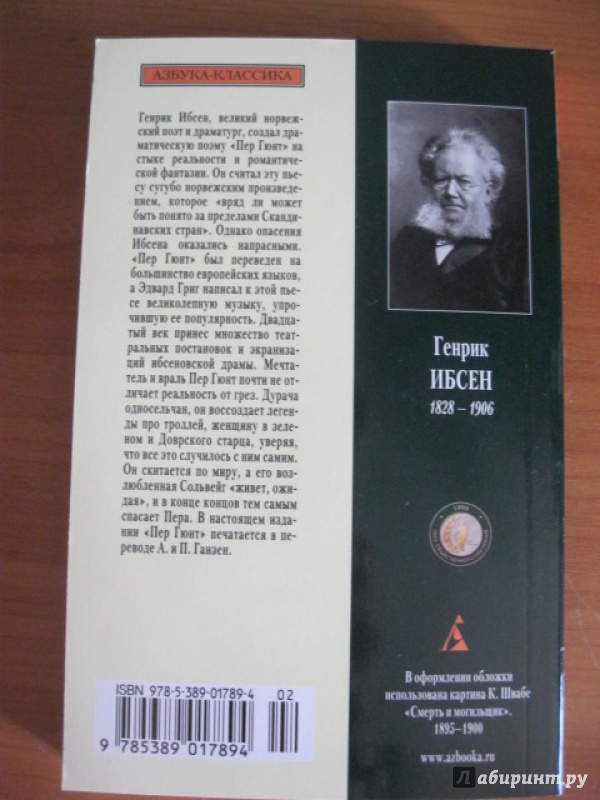 АЗБУКА-КЛАССИКА
Генрик Ибсен, великий норвеж-
ский поэт и драматург, создал дра-
матическую поэму «Пер Гюнт» на
стыке реальности и романтической
фантазии. Он считал эту пье-
су сугубо норвежским произведе-
нием, которое «вряд ли может
быть понято за пределами Сканди-
навских стран». Однако опасения
Ибсена оказались напрасными.
«Пер Гюнт» был переведен на
большинство европейских языков,
а Эдвард Григ написал к этой пье-
се великолепную музыку, упро-
чившую ее популярность. Двадца-
тый век принес множество теат-
ральных постановок и экраниза-
ций ибсеновской драмы. Мечта-
тель и враль Пер Гюнт почти не от-
личает реальность от грез. Дурача
односельчан, он воссоздает леген-
ды про троллей, женщину в зеле-
ном и Доврского старца, уверяя,
что все это случилось с ним самим.
Он скитается по миру, а его воз-
любленная Сольвейг «живет, ожи-
дая», и в конце концов тем самым
спасает Пера. В настоящем изда-
нии «Пер Гюнт» печатается в пе-
реводе А. и П. Ганзен.
ISBN 978-5-389-01789-4
02
9 785389 017894
Генрик
ИБСЕН
1828 – 1906
1995
В оформлении обложки
использована картина К. Швабе
«Смерть и могильщик».
1895–1900
www.azbooka.ru
лабиринт.ру